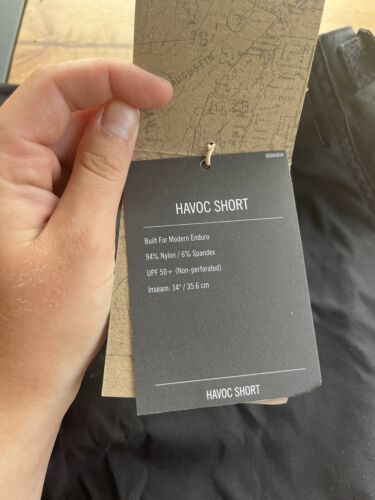 AUGUSTIN
HAVOC SHORT
Built For Modern Enduro
94% Nylon / 6% Spandex
UPF 50+ (Non-perforated)
Inseam: 14" / 35.6 cm
HAVOC SHORT